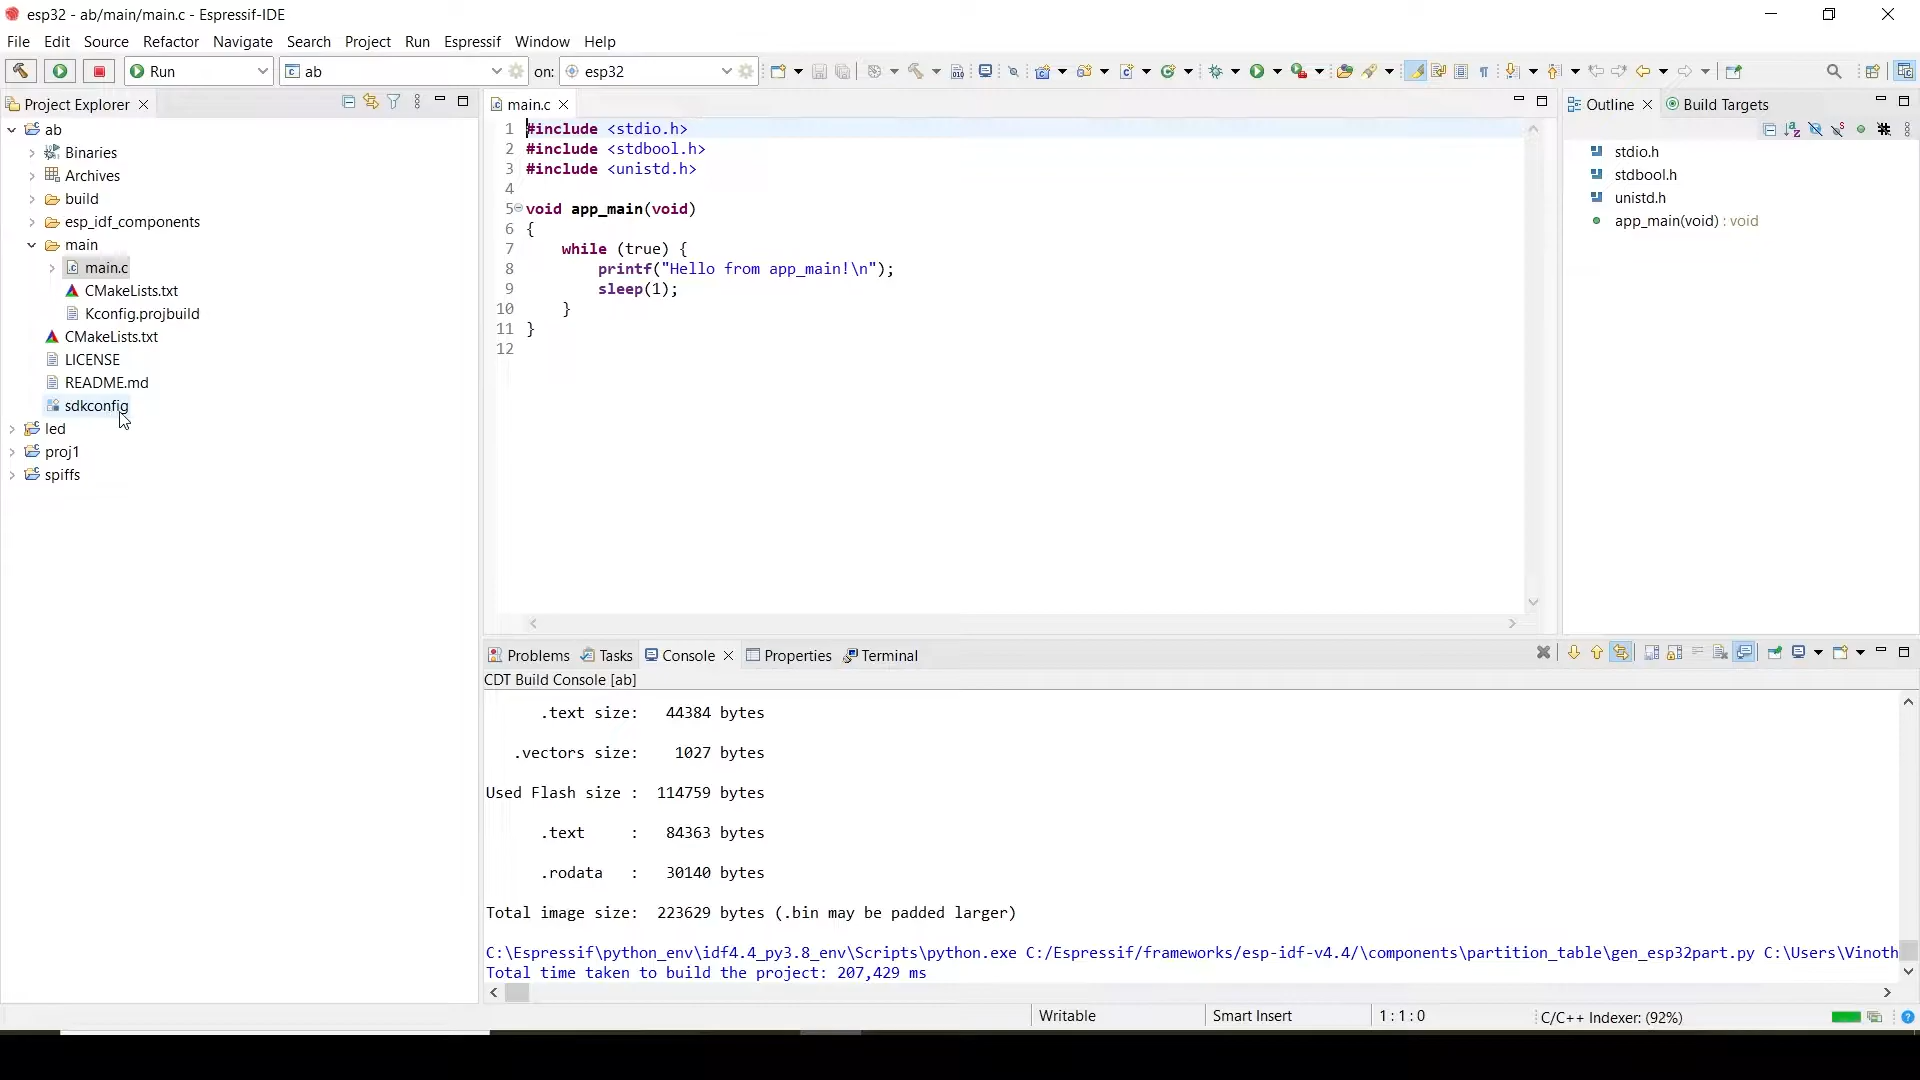 esp32 - ab/main/main.c - Espressif-IDE
File Edit Source Refactor Navigate Search Project Run Espressif Window Help
Run ab on: esp32
Project Explorer
ab
Binaries
Archives
build
esp_idf_components
main
main.c
CMakeLists.txt
Kconfig.projbuild
CMakeLists.txt
LICENSE
README.md
sdkconfig
led
proj1
spiffs
main.c
1 #include <stdio.h>
2 #include <stdbool.h>
3 #include <unistd.h>
4
5 void app_main(void)
6 {
7     while (true) {
8         printf("Hello from app_main!\n");
9         sleep(1);
10     }
11 }
12
Outline Build Targets
stdio.h
stdbool.h
unistd.h
app_main(void) : void
Problems Tasks Console Properties Terminal
CDT Build Console [ab]
.text size: 44384 bytes
.vectors size: 1027 bytes
Used Flash size : 114759 bytes
.text : 84363 bytes
.rodata : 30140 bytes
Total image size: 223629 bytes (.bin may be padded larger)
C:\Espressif\python_env\idf4.4_py3.8_env\Scripts\python.exe C:/Espressif/frameworks/esp-idf-v4.4/\components\partition_table\gen_esp32part.py C:\Users\Vinoth
Total time taken to build the project: 207,429 ms
Writable Smart Insert 1 : 1 : 0 C/C++ Indexer: (92%)